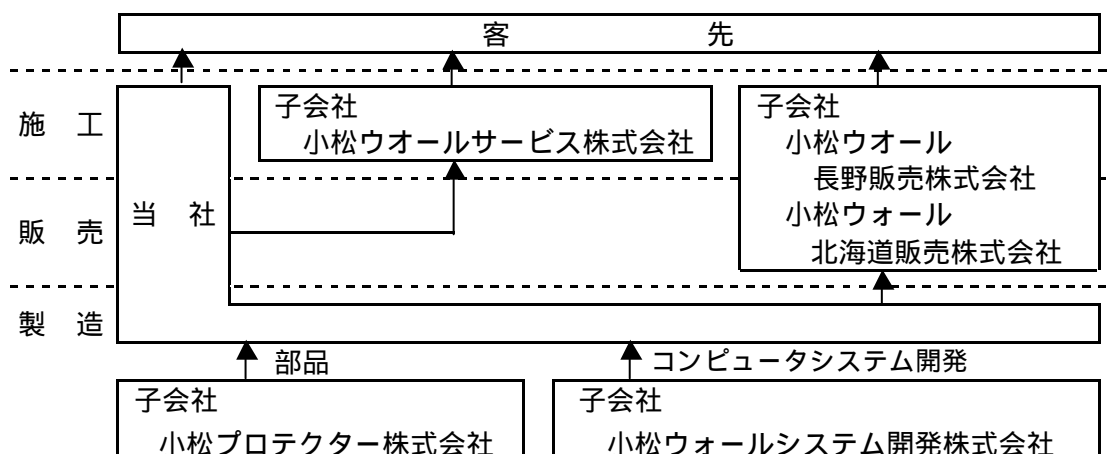 客 先
施 工
子会社
小松ウオールサービス株式会社
子会社
小松ウオール
長野販売株式会社
小松ウォール
北海道販売株式会社
当 社
販 売
製 造
部品
コンピュータシステム開発
子会社
小松プロテクター株式会社
子会社
小松ウォールシステム開発株式会社